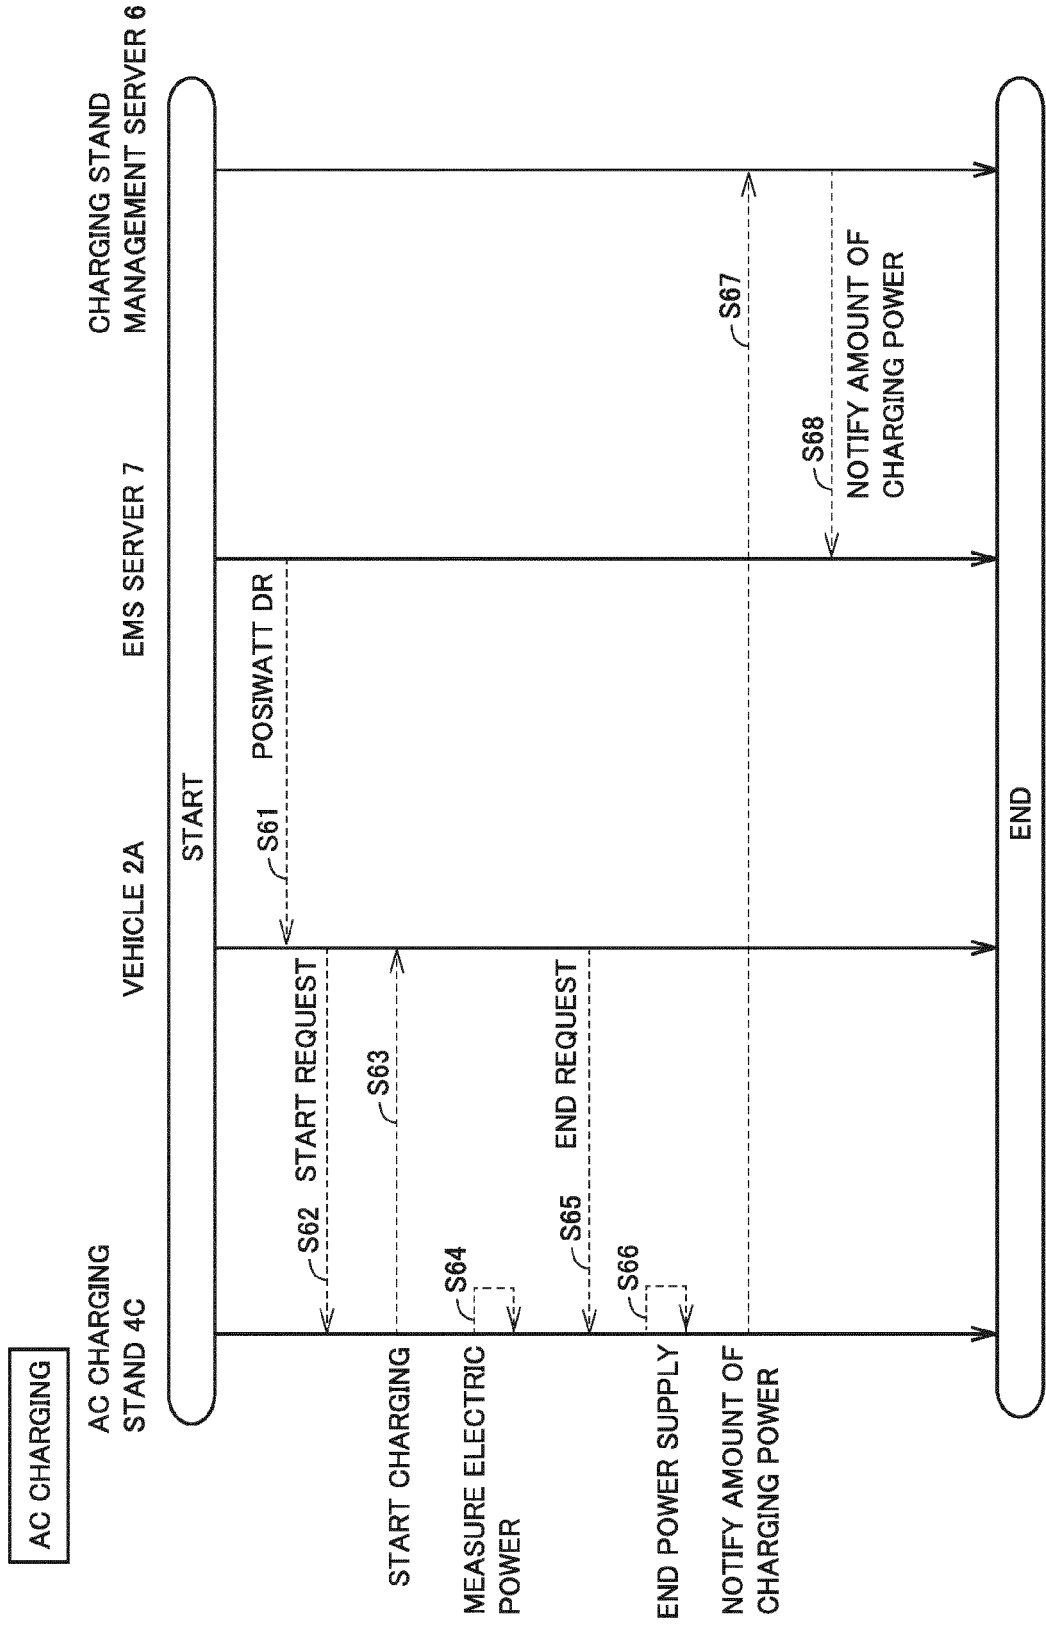 AC CHARGING
AC CHARGING
STAND 4C
VEHICLE 2A
EMS SERVER 7
CHARGING STAND
MANAGEMENT SERVER 6
START
S61
POSIWATT DR
S62
START REQUEST
START CHARGING
S63
MEASURE ELECTRIC
POWER
S64
S65
END REQUEST
END POWER SUPPLY
S66
NOTIFY AMOUNT OF
CHARGING POWER
S67
S68
NOTIFY AMOUNT OF
CHARGING POWER
END